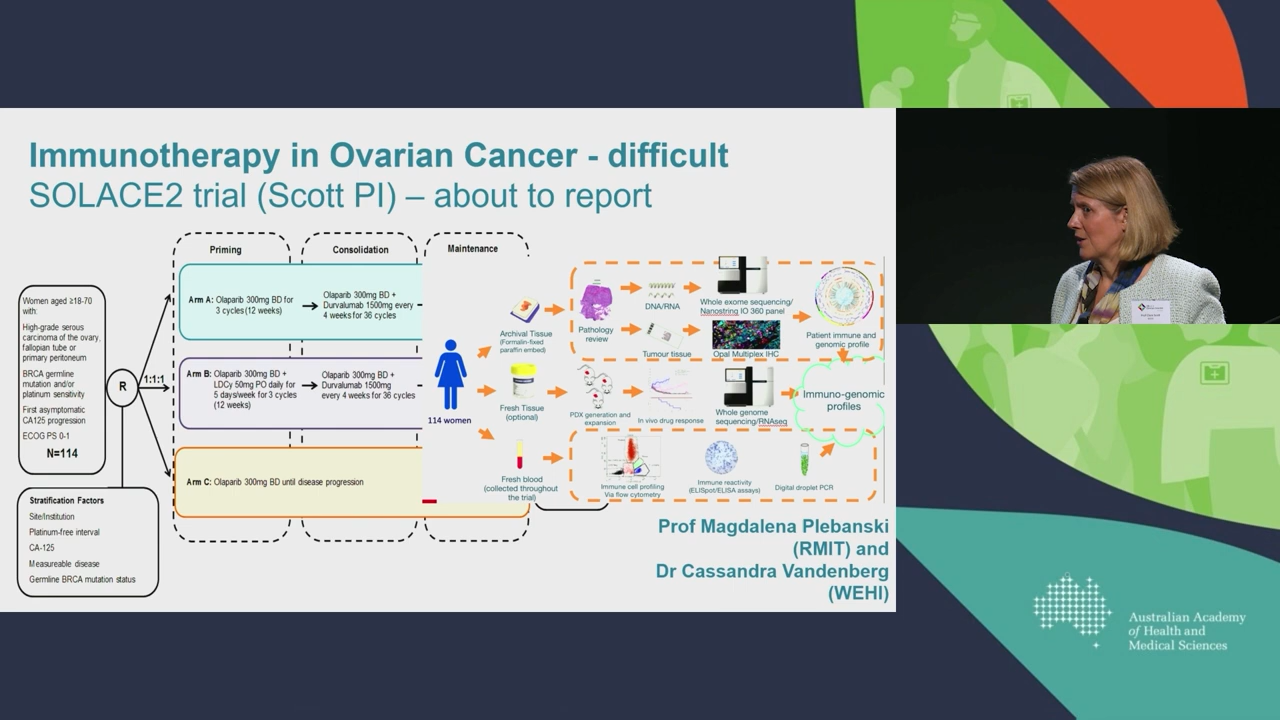 Immunotherapy in Ovarian Cancer - difficult
SOLACE2 trial (Scott PI) – about to report
Priming
Consolidation
Maintenance
Women aged ≥18-70
with:
High-grade serous
carcinoma of the ovary,
fallopian tube or
primary peritoneum
BRCA germline
mutation and/or
platinum sensitivity
First asymptomatic
CA125 progression
ECOG PS 0-1
N=114
R
1:1:1
Stratification Factors
Site/Institution
Platinum-free interval
CA-125
Measureable disease
Germline BRCA mutation status
Arm A: Olaparib 300mg BD for
3 cycles (12 weeks)
Olaparib 300mg BD +
Durvalumab 1500mg every
4 weeks for 36 cycles
Arm B: Olaparib 300mg BD +
LDCy 50mg PO daily for
5 days/week for 3 cycles
(12 weeks)
Olaparib 300mg BD +
Durvalumab 1500mg
every 4 weeks for 36 cycles
Arm C: Olaparib 300mg BD until disease progression
114 women
Archival Tissue
(Formalin-fixed
paraffin embed)
Fresh Tissue
(optional)
Fresh blood
(collected throughout
the trial)
Pathology
review
DNA/RNA
Tumour tissue
Whole exome sequencing/
Nanostring IO 360 panel
Opal Multiplex IHC
Patient immune and
genomic profile
PDX generation and
expansion
In vivo drug response
Whole genome
sequencing/RNAseq
Immuno-genomic
profiles
Immune cell profiling
Via flow cytometry
Immune reactivity
(ELISpot/ELISA assays)
Digital droplet PCR
Prof Magdalena Plebanski
(RMIT) and
Dr Cassandra Vandenberg
(WEHI)
Australian Academy
of Health and
Medical Sciences